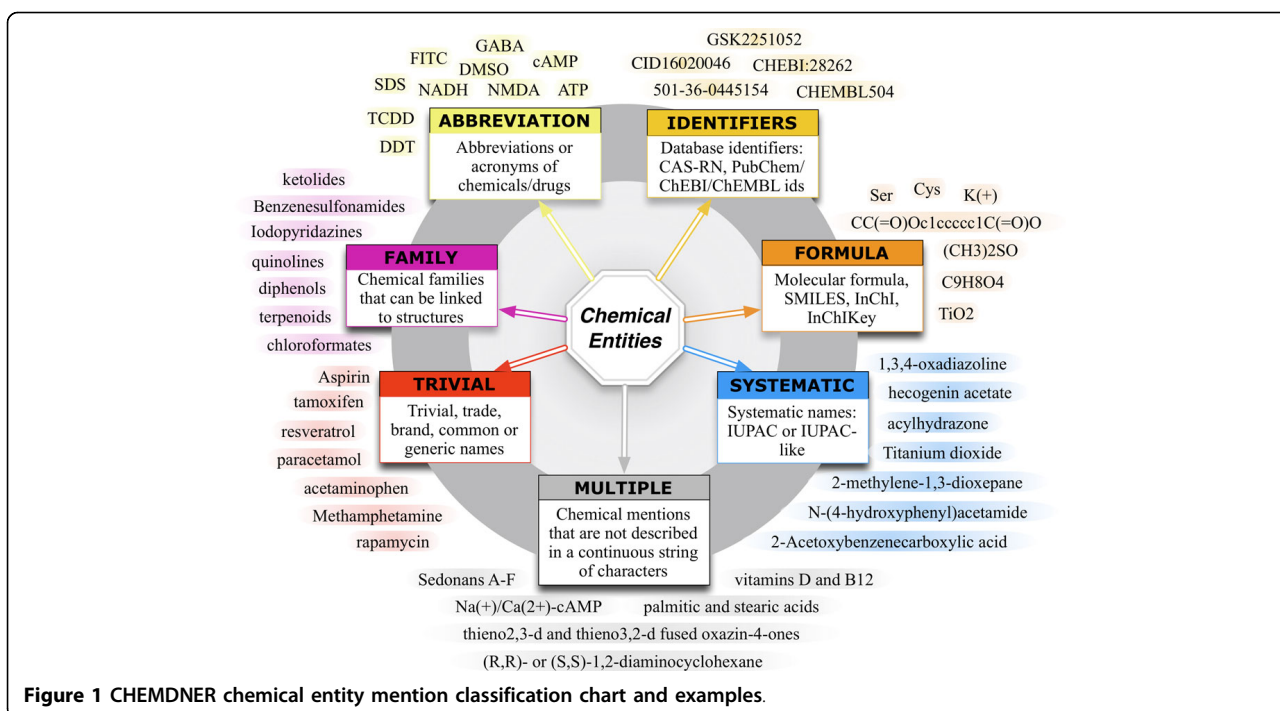 GSK2251052
GABA
FITC
DMSO
cAMP
CID16020046
CHEBI:28262
SDS
NADH
NMDA
ATP
501-36-0445154
CHEMBL504
TCDD
DDT
ABBREVIATION
Abbreviations or
acronyms of
chemicals/drugs
IDENTIFIERS
Database identifiers:
CAS-RN, PubChem/
ChEBI/ChEMBL ids
ketolides
Benzenesulfonamides
Iodopyridazines
quinolines
diphenols
terpenoids
chloroformates
FAMILY
Chemical families
that can be linked
to structures
Ser
Cys
K(+)
CC(=O)Oc1ccccc1C(=O)O
(CH3)2SO
C9H8O4
TiO2
FORMULA
Molecular formula,
SMILES, InChI,
InChIKey
Chemical
Entities
Aspirin
tamoxifen
resveratrol
paracetamol
acetaminophen
Methamphetamine
rapamycin
TRIVIAL
Trivial, trade,
brand, common or
generic names
SYSTEMATIC
Systematic names:
IUPAC or IUPAC-
like
1,3,4-oxadiazoline
hecogenin acetate
acylhydrazone
Titanium dioxide
2-methylene-1,3-dioxepane
N-(4-hydroxyphenyl)acetamide
2-Acetoxybenzenecarboxylic acid
MULTIPLE
Chemical mentions
that are not described
in a continuous string
of characters
Sedonans A-F
vitamins D and B12
Na(+)/Ca(2+)-cAMP
palmitic and stearic acids
thieno2,3-d and thieno3,2-d fused oxazin-4-ones
(R,R)- or (S,S)-1,2-diaminocyclohexane
Figure 1 CHEMDNER chemical entity mention classification chart and examples.